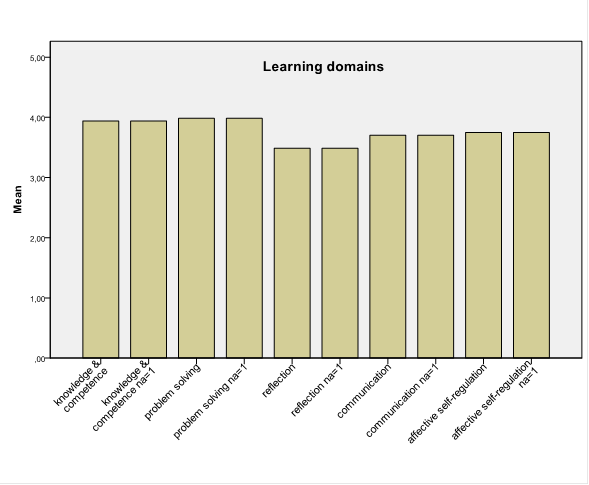 Learning domains
5,00
4,00
3,00
2,00
1,00
,00
Mean
knowledge &
competence
knowledge &
competence na=1
problem solving
problem solving na=1
reflection
reflection na=1
communication
communication na=1
affective self-regulation
affective self-regulation
na=1